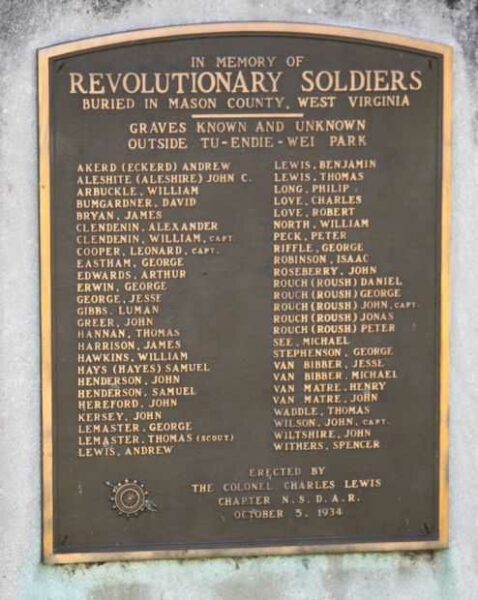 IN MEMORY OF
REVOLUTIONARY SOLDIERS
BURIED IN MASON COUNTY, WEST VIRGINIA
GRAVES KNOWN AND UNKNOWN
OUTSIDE TU-ENDIE-WEI PARK
AKERD (ECKERD) ANDREW
ALESHITE (ALESHIRE) JOHN C.
ARBUCKLE, WILLIAM
BUMGARDNER, DAVID
BRYAN, JAMES
CLENDENIN, ALEXANDER
CLENDENIN, WILLIAM, CAPT.
COOPER, LEONARD, CAPT.
EASTHAM, GEORGE
EDWARDS, ARTHUR
ERWIN, GEORGE
GEORGE, JESSE
GIBBS, LUMAN
GREER, JOHN
HANNAN, THOMAS
HARRISON, JAMES
HAWKINS, WILLIAM
HAYS (HAYES) SAMUEL
HENDERSON, JOHN
HENDERSON, SAMUEL
HEREFORD, JOHN
KERSEY, JOHN
LEMASTER, GEORGE
LEMASTER, THOMAS (SCOUT)
LEWIS, ANDREW
LEWIS, BENJAMIN
LEWIS, THOMAS
LONG, PHILIP
LOVE, CHARLES
LOVE, ROBERT
NORTH, WILLIAM
PECK, PETER
RIFFLE, GEORGE
ROBINSON, ISAAC
ROSEBERRY, JOHN
ROUCH (ROUSH) DANIEL
ROUCH (ROUSH) GEORGE
ROUCH (ROUSH) JOHN, CAPT.
ROUCH (ROUSH) JONAS
ROUCH (ROUSH) PETER
SEE, MICHAEL
STEPHENSON, GEORGE
VAN BIBBER, JESSE
VAN BIBBER, MICHAEL
VAN MATRE, HENRY
VAN MATRE, JOHN
WADDLE, THOMAS
WILSON, JOHN, CAPT.
WILTSHIRE, JOHN
WITHERS, SPENCER
ERECTED BY
THE COLONEL CHARLES LEWIS
CHAPTER N.S.D.A.R.
OCTOBER 5, 1934